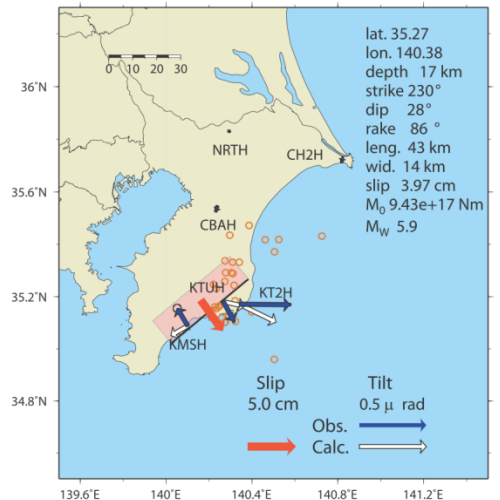 36°N
35.6°N
35.2°N
34.8°N
139.6°E
140.0°E
140.4°E
140.8°E
141.2°E
0 10 20 30
NRTH
CH2H
CBAH
KTUH
KT2H
KMSH
lat. 35.27
lon. 140.38
depth 17 km
strike 230°
dip 28°
rake 86 °
leng. 43 km
wid. 14 km
slip 3.97 cm
M₀ 9.43e+17 Nm
Mw 5.9
Slip Tilt
5.0 cm 0.5 μ rad
Obs.
Calc.